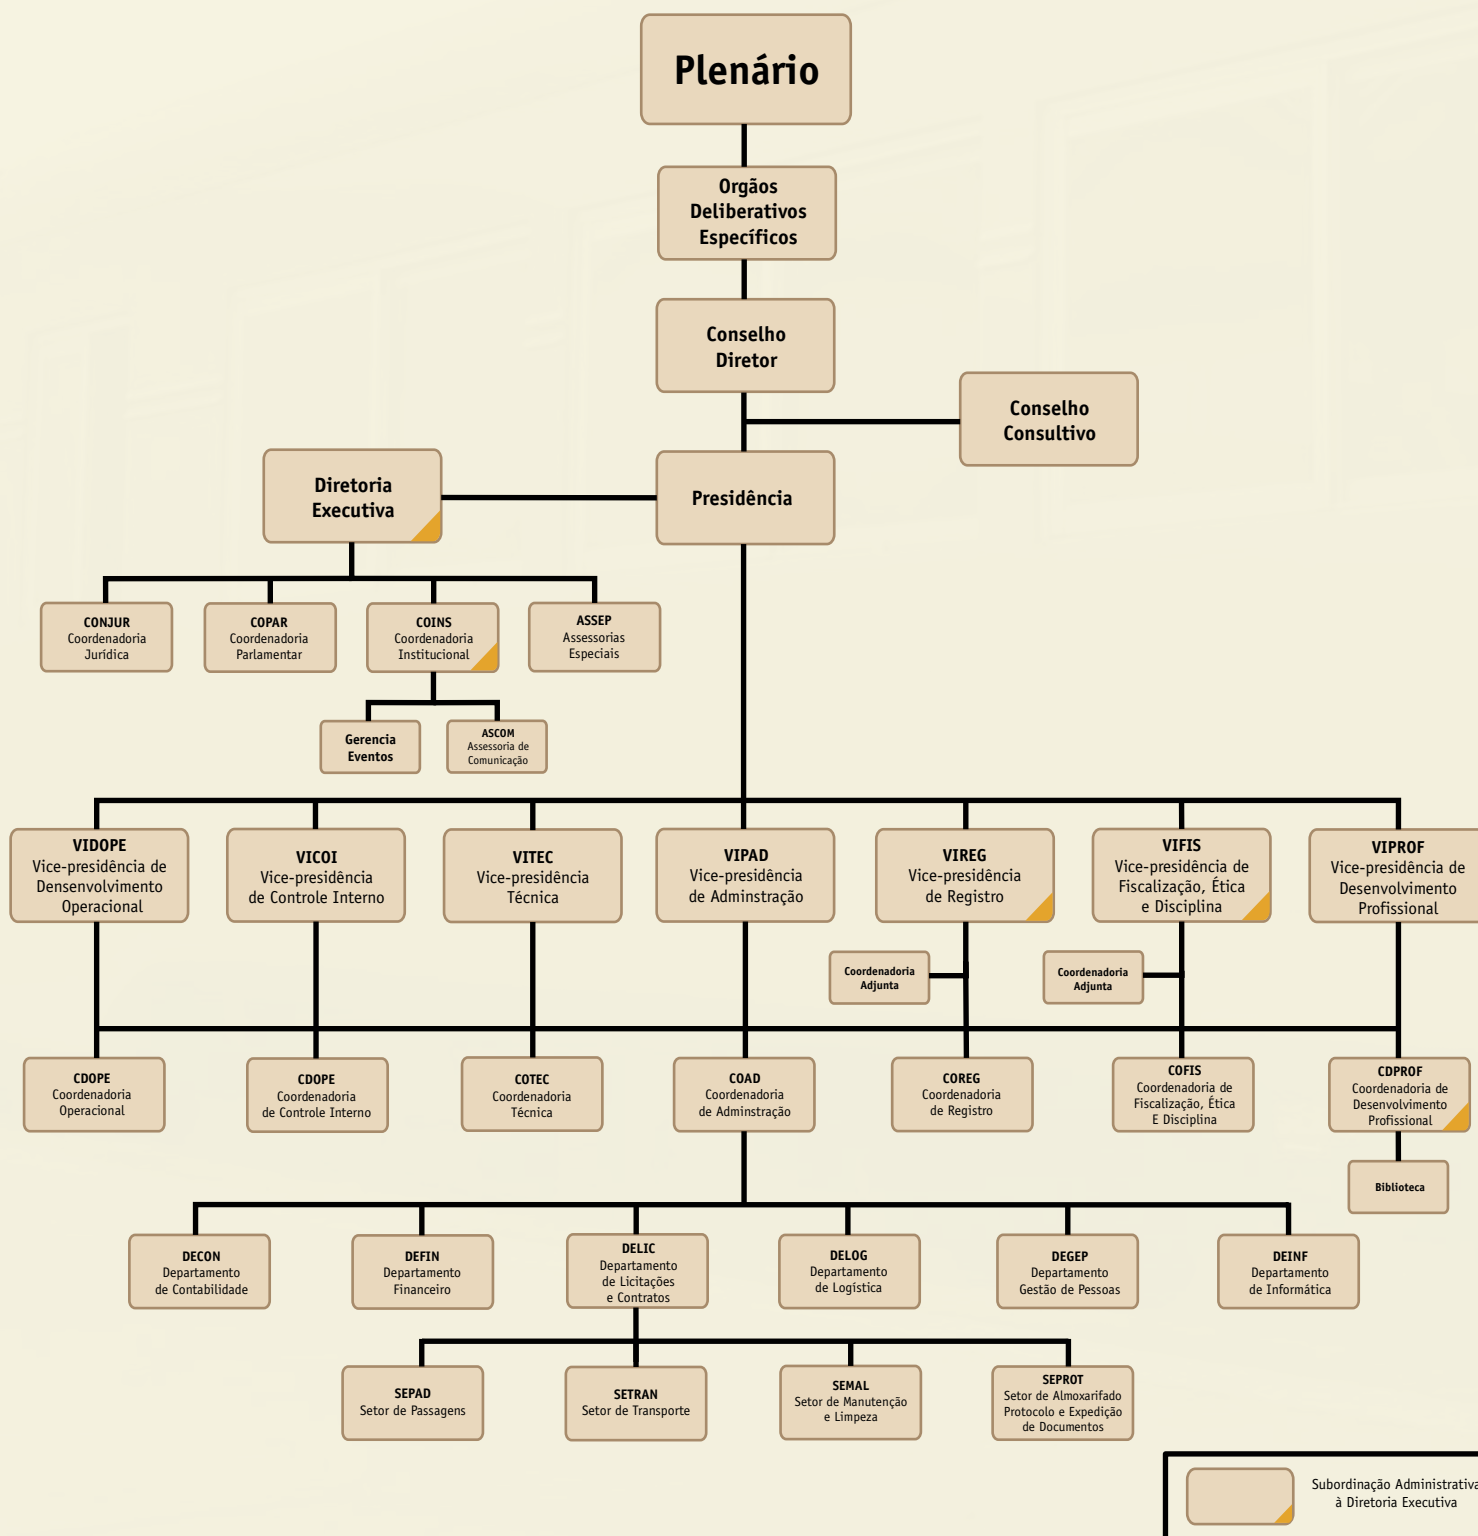 Plenário
Orgãos
Deliberativos
Específicos
Conselho
Diretor
Conselho
Consultivo
Diretoria
Executiva
Presidência
CONJUR
Coordenadoria
Jurídica
COPAR
Coordenadoria
Parlamentar
COINS
Coordenadoria
Institucional
ASSEP
Assessorias
Especiais
Gerencia
Eventos
ASCOM
Assessoria de
Comunicação
VIDOPE
Vice-presidência de
Densenvolvimento
Operacional
VICOI
Vice-presidência
de Controle Interno
VITEC
Vice-presidência
Técnica
VIPAD
Vice-presidência
de Adminstração
VIREG
Vice-presidência
de Registro
VIFIS
Vice-presidência de
Fiscalização, Ética
e Disciplina
VIPROF
Vice-presidência de
Desenvolvimento
Profissional
Coordenadoria
Adjunta
Coordenadoria
Adjunta
CDOPE
Coordenadoria
Operacional
CDOPE
Coordenadoria
de Controle Interno
COTEC
Coordenadoria
Técnica
COAD
Coordenadoria
de Adminstração
COREG
Coordenadoria
de Registro
COFIS
Coordenadoria de
Fiscalização, Ética
E Disciplina
CDPROF
Coordenadoria de
Desenvolvimento
Profissional
Biblioteca
DECON
Departamento
de Contabilidade
DEFIN
Departamento
Financeiro
DELIC
Departamento
de Licitações
e Contratos
DELOG
Departamento
de Logística
DEGEP
Departamento
Gestão de Pessoas
DEINF
Departamento
de Informática
SEPAD
Setor de Passagens
SETRAN
Setor de Transporte
SEMAL
Setor de Manutenção
e Limpeza
SEPROT
Setor de Almoxarifado
Protocolo e Expedição
de Documentos
Subordinação Administrativa
à Diretoria Executiva